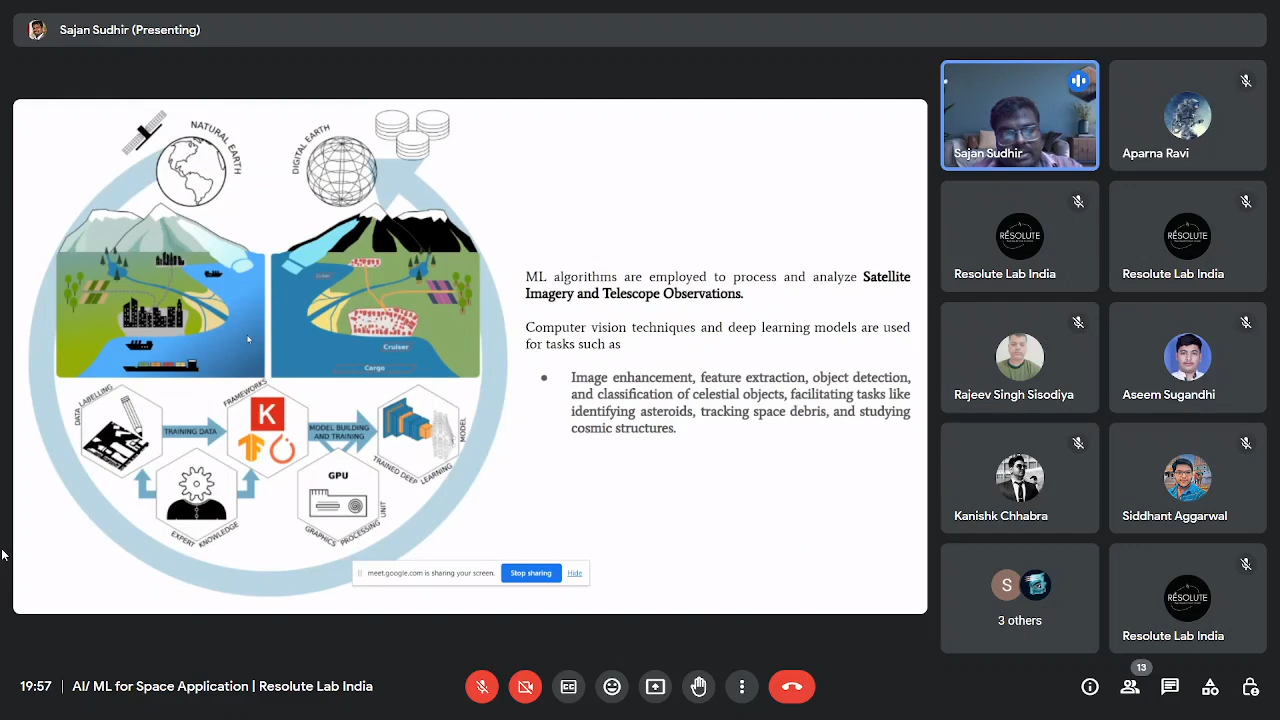 Sajan Sudhir (Presenting)
NATURAL EARTH
DIGITAL EARTH
Cruiser
Cargo
DATA LABELLING
TRAINING DATA
FRAMEWORKS
K
MODEL BUILDING
AND TRAINING
MODEL
TRAINED DEEP LEARNING
EXPERT KNOWLEDGE
GPU
GRAPHICS PROCESSING UNIT
ML algorithms are employed to process and analyze Satellite
Imagery and Telescope Observations.
Computer vision techniques and deep learning models are used
for tasks such as
● Image enhancement, feature extraction, object detection,
and classification of celestial objects, facilitating tasks like
identifying asteroids, tracking space debris, and studying
cosmic structures.
meet.google.com is sharing your screen. Stop sharing Hide
Sajan Sudhir
Aparna Ravi
RÉSOLUTE
Resolute Lab India
RÉSOLUTE
Resolute Lab India
Rajeev Singh Sisodiya
Aseem Sugandhi
Kanishk Chhabra
Siddhant Aggarwal
S
3 others
RÉSOLUTE
Resolute Lab India
19:57 | AI/ ML for Space Application | Resolute Lab India
13